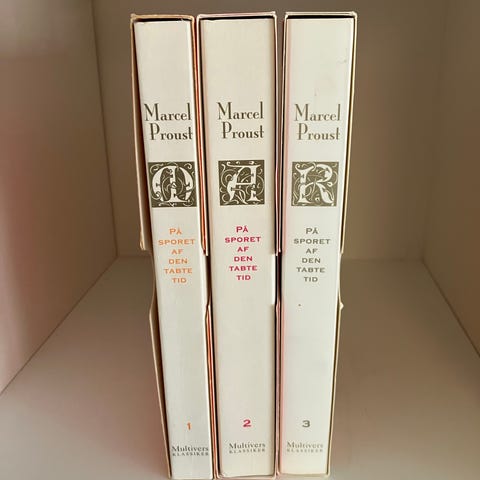 Marcel
Proust
M
PÅ
SPORET
AF
DEN
TABTE
TID
1
Multivers
KLASSIKER
Marcel
Proust
A
PÅ
SPORET
AF
DEN
TABTE
TID
2
Multivers
KLASSIKER
Marcel
Proust
R
PÅ
SPORET
AF
DEN
TABTE
TID
3
Multivers
KLASSIKER